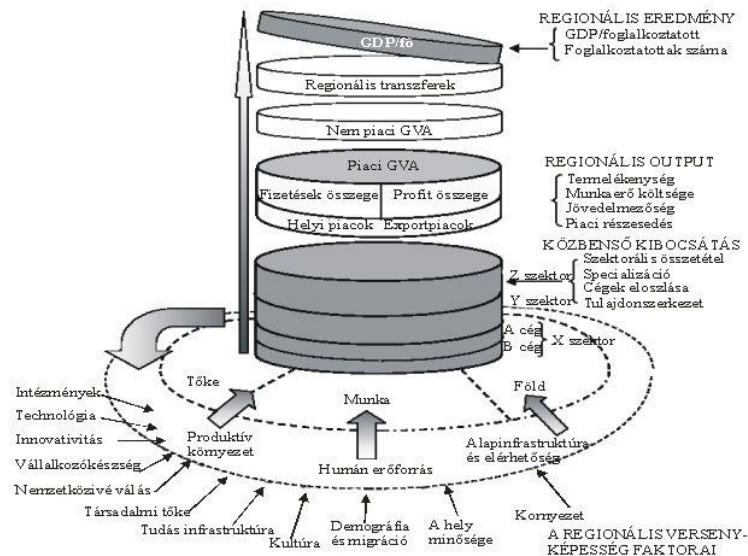 REGIONÁLIS EREDMÉNY
GDP/foglalkoztatott
Foglalkoztatottak száma
GDP/fő
Regionális transzferek
Nem piaci GVA
Piaci GVA
Fizetések összege
Profit összege
Helyi piacok
Exportpiacok
REGIONÁLIS OUTPUT
Termelékenység
Munkaerő költsége
Jövedelmezőség
Piaci részesedés
KÖZBENSŐ KIBOCSÁTÁS
Szektorális összetétel
Specializáció
Cégek eloszlása
Tulajdonszerkezet
Z szektor
Y szektor
A cég
B cég
X szektor
Tőke
Munka
Föld
Produktív
környezet
Humán erőforrás
Alapinfrastruktúra
és elérhetőség
Intézmények
Technológia
Innovativitás
Vállalkozókészség
Nemzetközivé válás
Társadalmi tőke
Tudás infrastruktúra
Kultúra
Demográfia
és migráció
A hely
minősége
Kornyezet
A REGIONÁLIS VERSENY-
KÉPESSÉG FAKTORAI